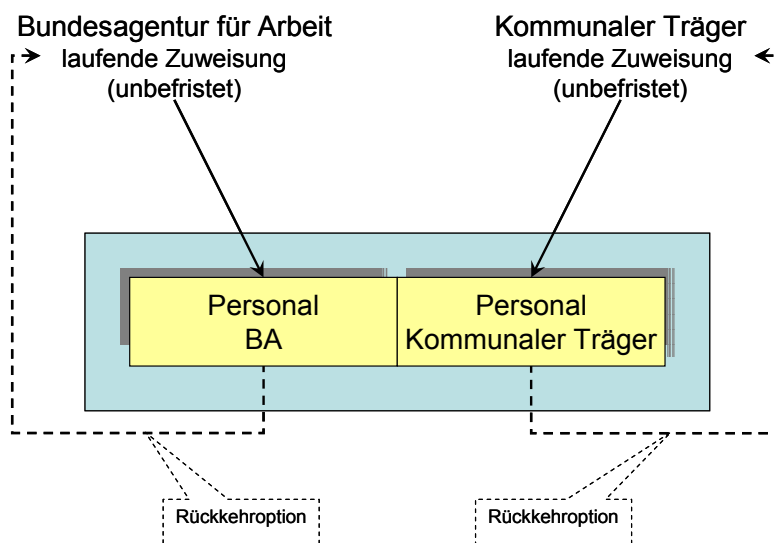 Bundesagentur für Arbeit
laufende Zuweisung
(unbefristet)
Kommunaler Träger
laufende Zuweisung
(unbefristet)
Personal
BA
Personal
Kommunaler Träger
Rückkehroption
Rückkehroption